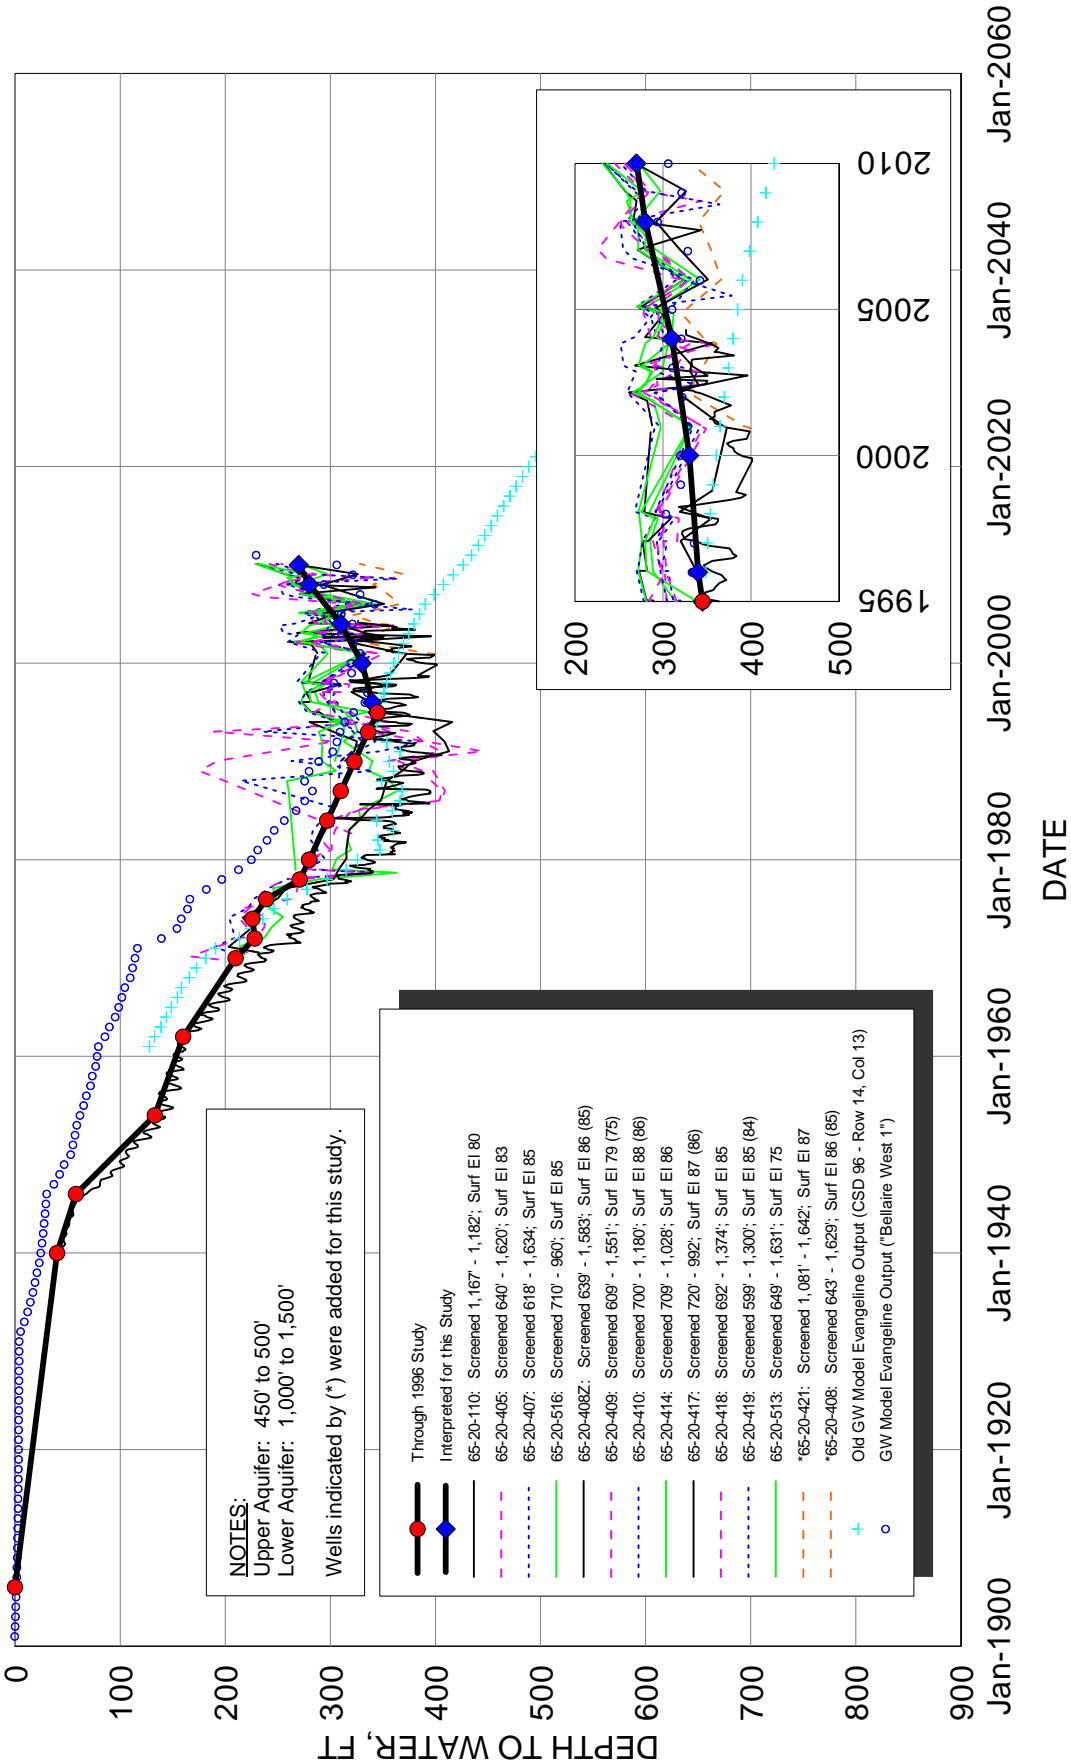 DEPTH TO WATER, FT
0
100
200
300
400
500
600
700
800
900
Jan-1900
Jan-1920
Jan-1940
Jan-1960
Jan-1980
Jan-2000
Jan-2020
Jan-2040
Jan-2060
DATE
NOTES:
Upper Aquifer: 450' to 500'
Lower Aquifer: 1,000' to 1,500'
Wells indicated by (*) were added for this study.
Through 1996 Study
Interpreted for this Study
65-20-110: Screened 1,167' - 1,182'; Surf El 80
65-20-405: Screened 640' - 1,620'; Surf El 83
65-20-407: Screened 618' - 1,634; Surf El 85
65-20-516: Screened 710' - 960'; Surf El 85
65-20-408Z: Screened 639' - 1,583'; Surf El 86 (85)
65-20-409: Screened 609' - 1,551'; Surf El 79 (75)
65-20-410: Screened 700' - 1,180'; Surf El 88 (86)
65-20-414: Screened 709' - 1,028'; Surf El 86
65-20-417: Screened 720' - 992'; Surf El 87 (86)
65-20-418: Screened 692' - 1,374'; Surf El 85
65-20-419: Screened 599' - 1,300'; Surf El 85 (84)
65-20-513: Screened 649' - 1,631'; Surf El 75
*65-20-421: Screened 1,081' - 1,642'; Surf El 87
*65-20-408: Screened 643' - 1,629'; Surf El 86 (85)
Old GW Model Evangeline Output (CSD 96 - Row 14, Col 13)
GW Model Evangeline Output ("Bellaire West 1")
200
300
400
500
1995
2000
2005
2010